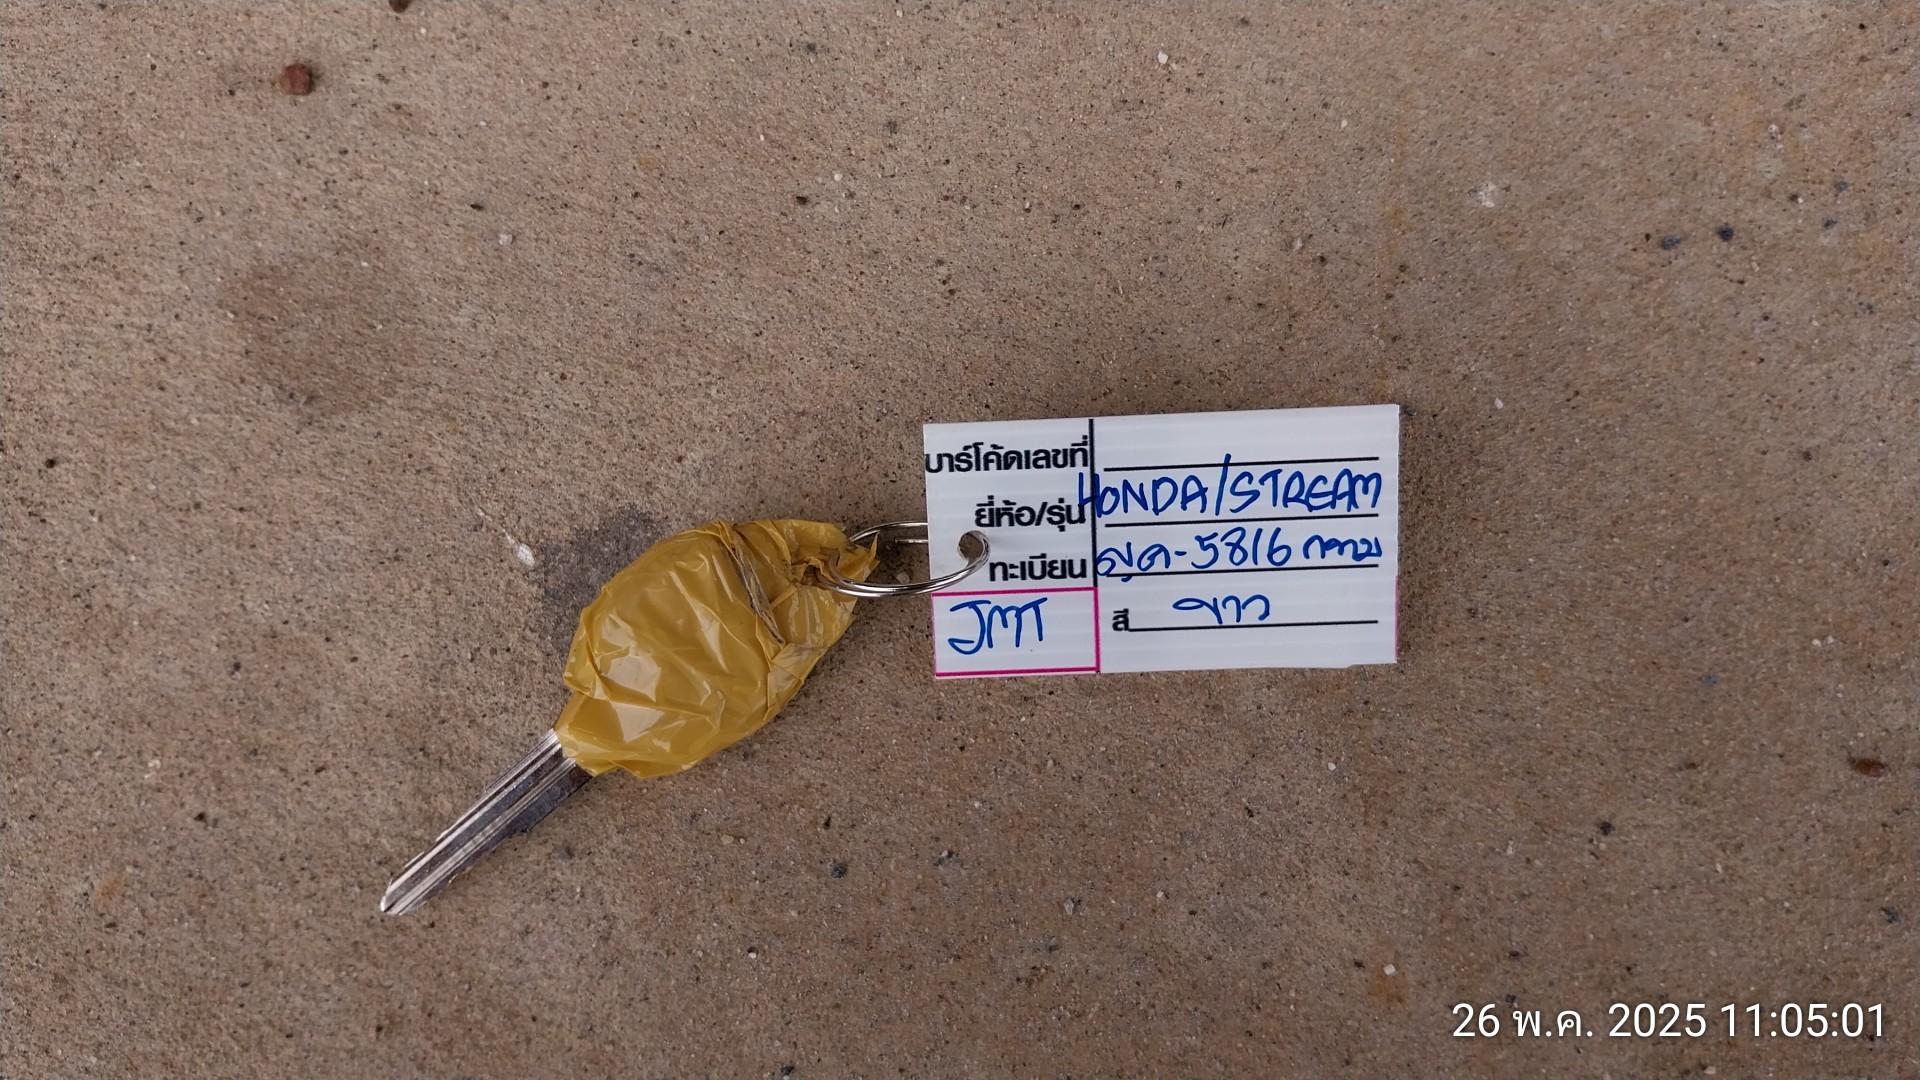 บาร์โค้ดเลขที่
ยี่ห้อ/รุ่น HONDA/STREAM
ทะเบียน ศุค-5816 กทม
JMT สี ขาว
26 พ.ค. 2025 11:05:01